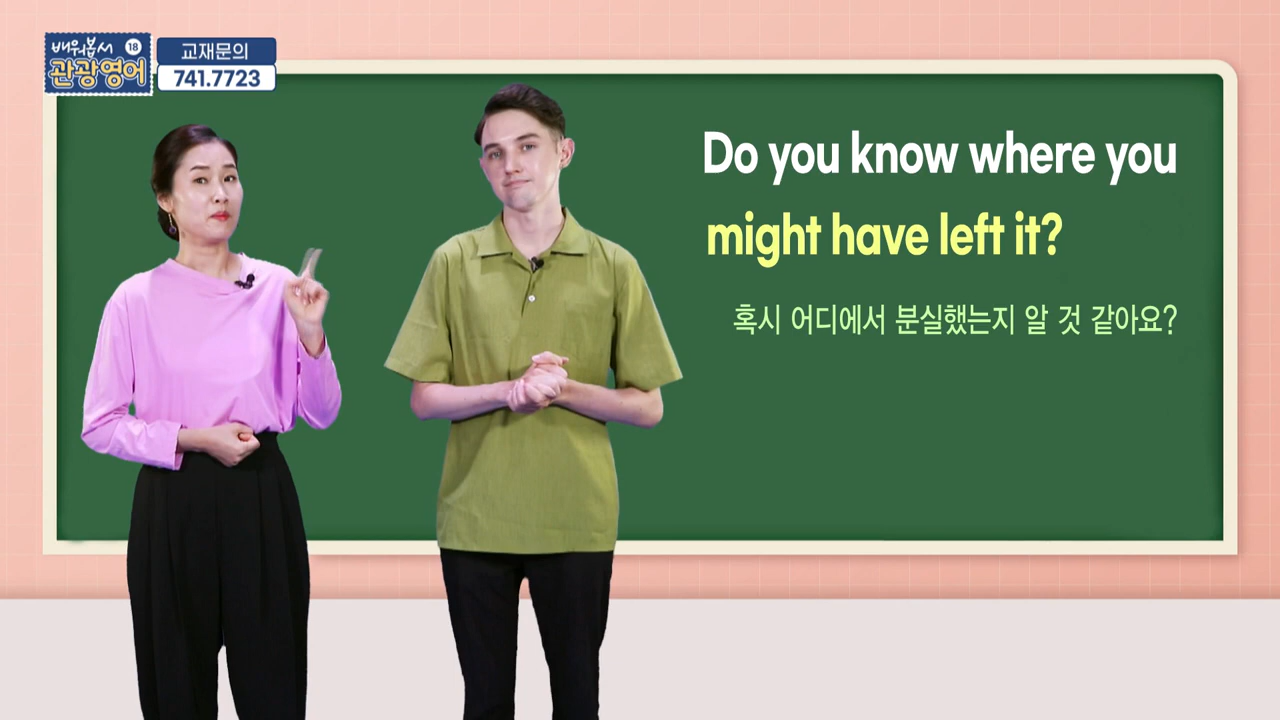 배워봅서 18
관광영어
교재문의
741.7723
Do you know where you
might have left it?
혹시 어디에서 분실했는지 알 것 같아요?